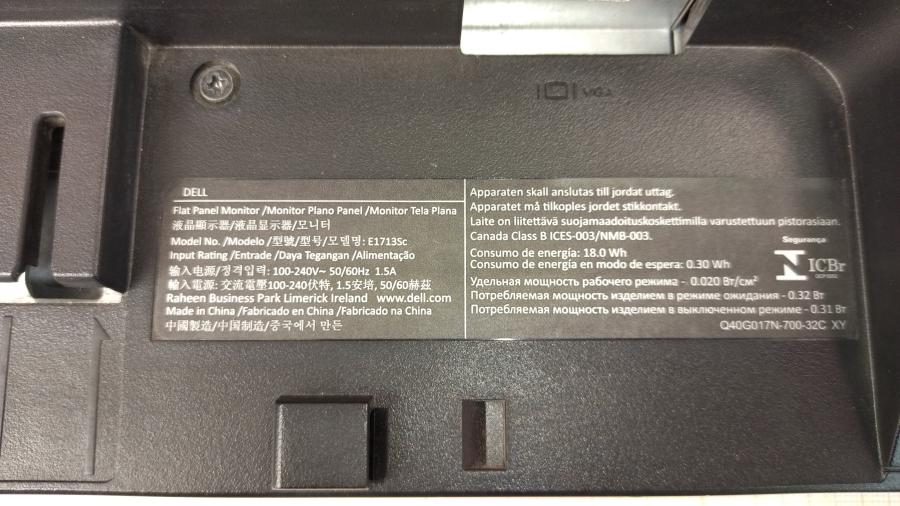 VGA
DELL
Flat Panel Monitor /Monitor Plano Panel /Monitor Tela Plana
液晶顯示器/液晶显示器/모니터
Model No. /Modelo /型號/型号/모델명: E1713Sc
Input Rating /Entrade /Daya Tegangan /Alimentação
输入电源/정격입력: 100-240V~ 50/60Hz 1.5A
輸入電源: 交流電壓100-240伏特, 1.5安培, 50/60赫茲
Raheen Business Park Limerick Ireland www.dell.com
Made in China /Fabricado en China /Fabricado na China
中國製造/中国制造/중국에서 만든
Apparaten skall anslutas till jordat uttag.
Apparatet må tilkoples jordet stikkontakt.
Laite on liitettävä suojamaadoituskoskettimilla varustettuun pistorasiaan.
Canada Class B ICES-003/NMB-003.
Consumo de energía: 18.0 Wh
Consumo de energía en modo de espera: 0.30 Wh
Удельная мощность рабочего режима - 0.020 Вт/см²
Потребляемая мощность изделием в режиме ожидания - 0.32 Вт
Потребляемая мощность изделием в выключенном режиме - 0.31 Вт
Q40G017N-700-32C XY
Segurança
ICBr